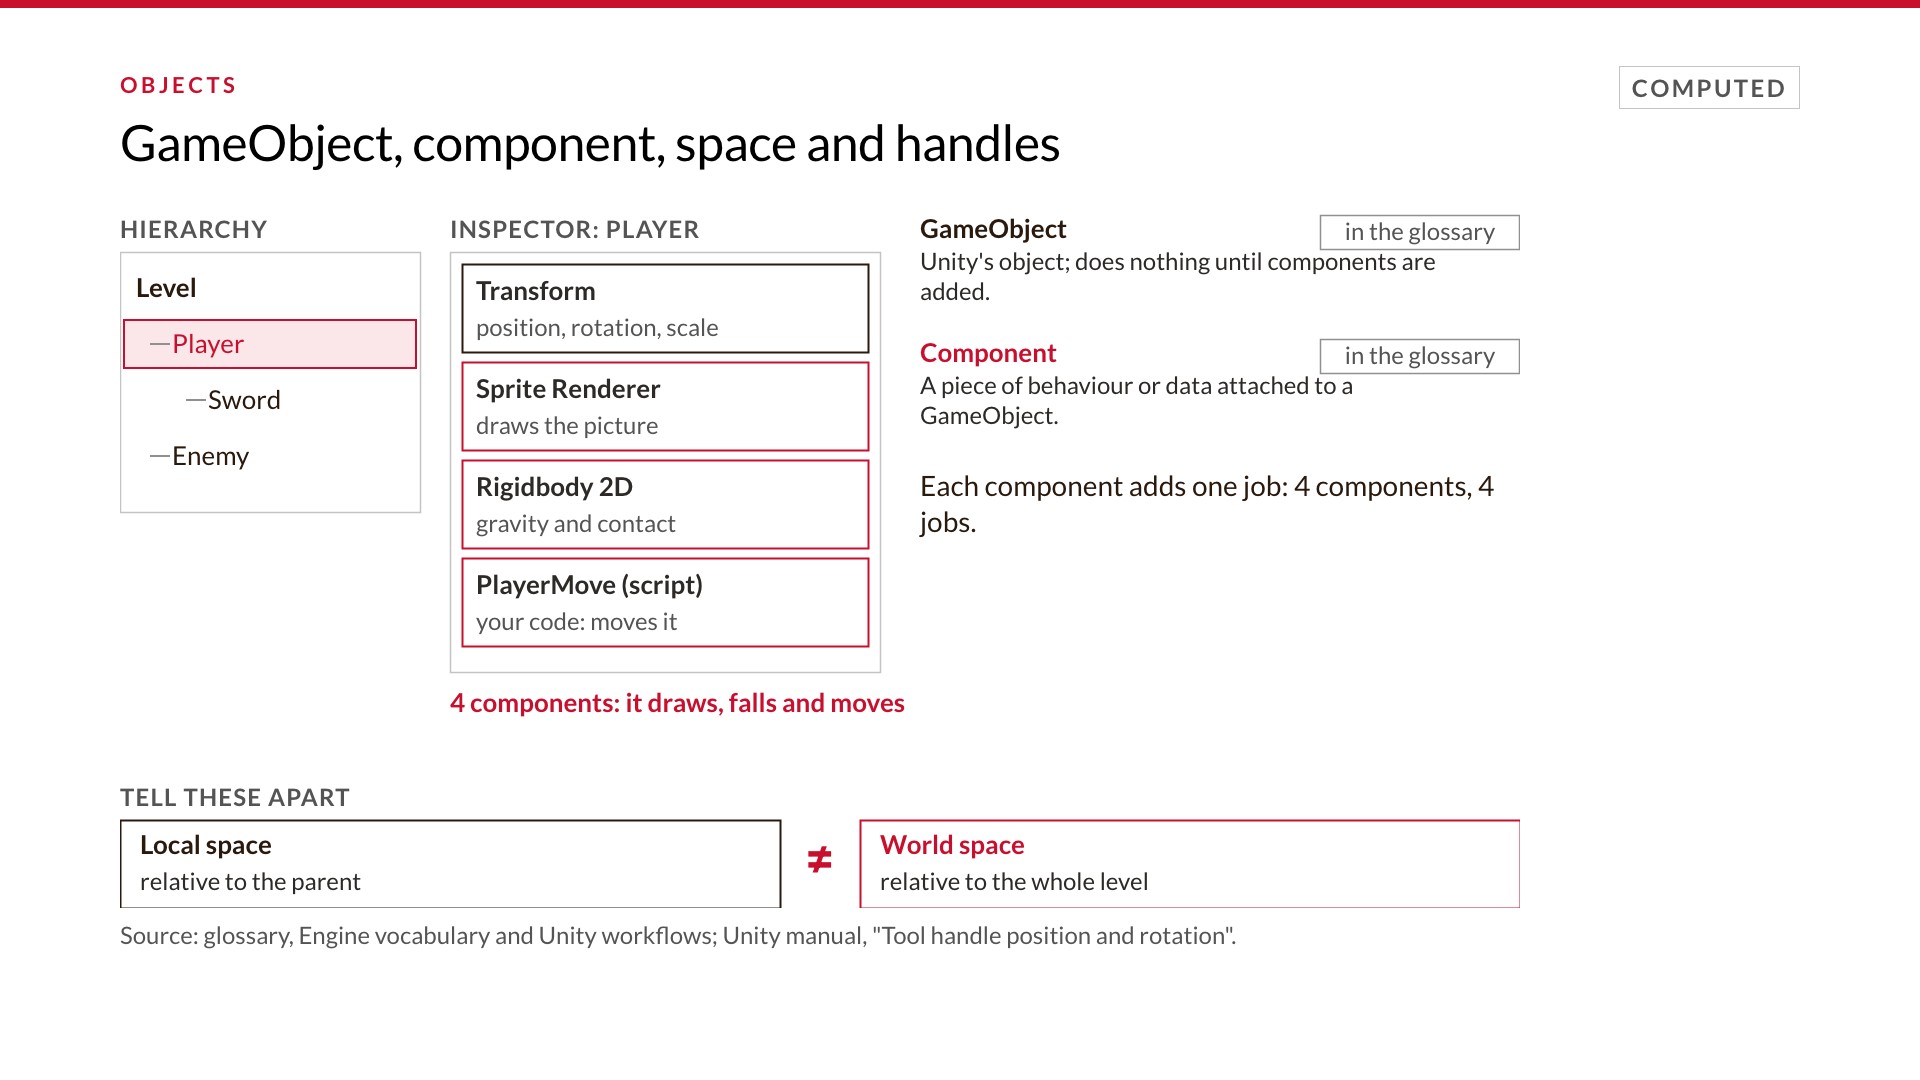 OBJECTS
COMPUTED
GameObject, component, space and handles
HIERARCHY
Level
Player
Sword
Enemy
INSPECTOR: PLAYER
Transform
position, rotation, scale
Sprite Renderer
draws the picture
Rigidbody 2D
gravity and contact
PlayerMove (script)
your code: moves it
4 components: it draws, falls and moves
GameObject
in the glossary
Unity's object; does nothing until components are
added.
Component
in the glossary
A piece of behaviour or data attached to a
GameObject.
Each component adds one job: 4 components, 4
jobs.
TELL THESE APART
Local space
relative to the parent
≠
World space
relative to the whole level
Source: glossary, Engine vocabulary and Unity workflows; Unity manual, "Tool handle position and rotation".